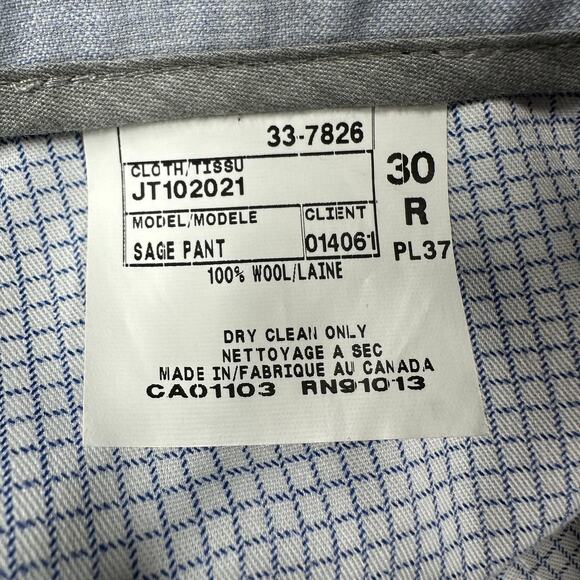 33-7826
CLOTH/TISSU
JT102021
30
R
PL37
MODEL/MODELE CLIENT
SAGE PANT 014061
100% WOOL/LAINE
DRY CLEAN ONLY
NETTOYAGE A SEC
MADE IN/FABRIQUE AU CANADA
CA01103 RN91013